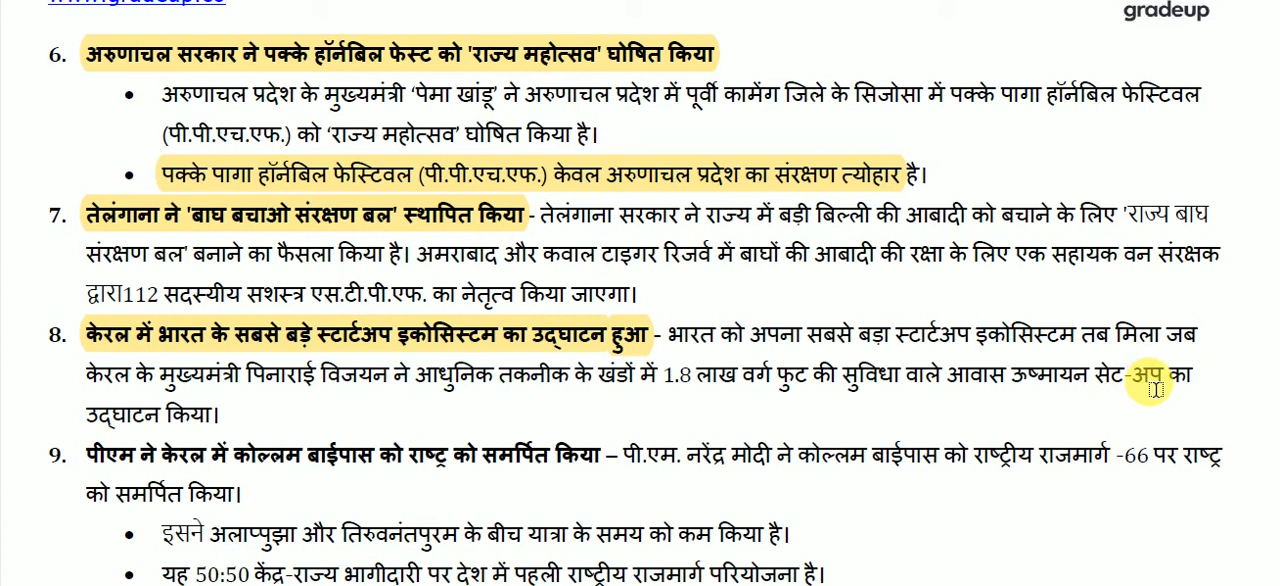 gradeup
6. अरुणाचल सरकार ने पक्के हॉर्नबिल फेस्ट को 'राज्य महोत्सव' घोषित किया
• अरुणाचल प्रदेश के मुख्यमंत्री ‘पेमा खांडू’ ने अरुणाचल प्रदेश में पूर्वी कामेंग जिले के सिजोसा में पक्के पागा हॉर्नबिल फेस्टिवल
(पी.पी.एच.एफ.) को ‘राज्य महोत्सव’ घोषित किया है।
• पक्के पागा हॉर्नबिल फेस्टिवल (पी.पी.एच.एफ.) केवल अरुणाचल प्रदेश का संरक्षण त्योहार है।
7. तेलंगाना ने 'बाघ बचाओ संरक्षण बल' स्थापित किया - तेलंगाना सरकार ने राज्य में बड़ी बिल्ली की आबादी को बचाने के लिए 'राज्य बाघ
संरक्षण बल' बनाने का फैसला किया है। अमराबाद और कवाल टाइगर रिजर्व में बाघों की आबादी की रक्षा के लिए एक सहायक वन संरक्षक
द्वारा112 सदस्यीय सशस्त्र एस.टी.पी.एफ. का नेतृत्व किया जाएगा।
8. केरल में भारत के सबसे बड़े स्टार्टअप इकोसिस्टम का उद्घाटन हुआ - भारत को अपना सबसे बड़ा स्टार्टअप इकोसिस्टम तब मिला जब
केरल के मुख्यमंत्री पिनाराई विजयन ने आधुनिक तकनीक के खंडों में 1.8 लाख वर्ग फुट की सुविधा वाले आवास ऊष्मायन सेट-अप का
उद्घाटन किया।
9. पीएम ने केरल में कोल्लम बाईपास को राष्ट्र को समर्पित किया – पी.एम. नरेंद्र मोदी ने कोल्लम बाईपास को राष्ट्रीय राजमार्ग -66 पर राष्ट्र
को समर्पित किया।
• इसने अलाप्पुझा और तिरुवनंतपुरम के बीच यात्रा के समय को कम किया है।
• यह 50:50 केंद्र-राज्य भागीदारी पर देश में पहली राष्ट्रीय राजमार्ग परियोजना है।